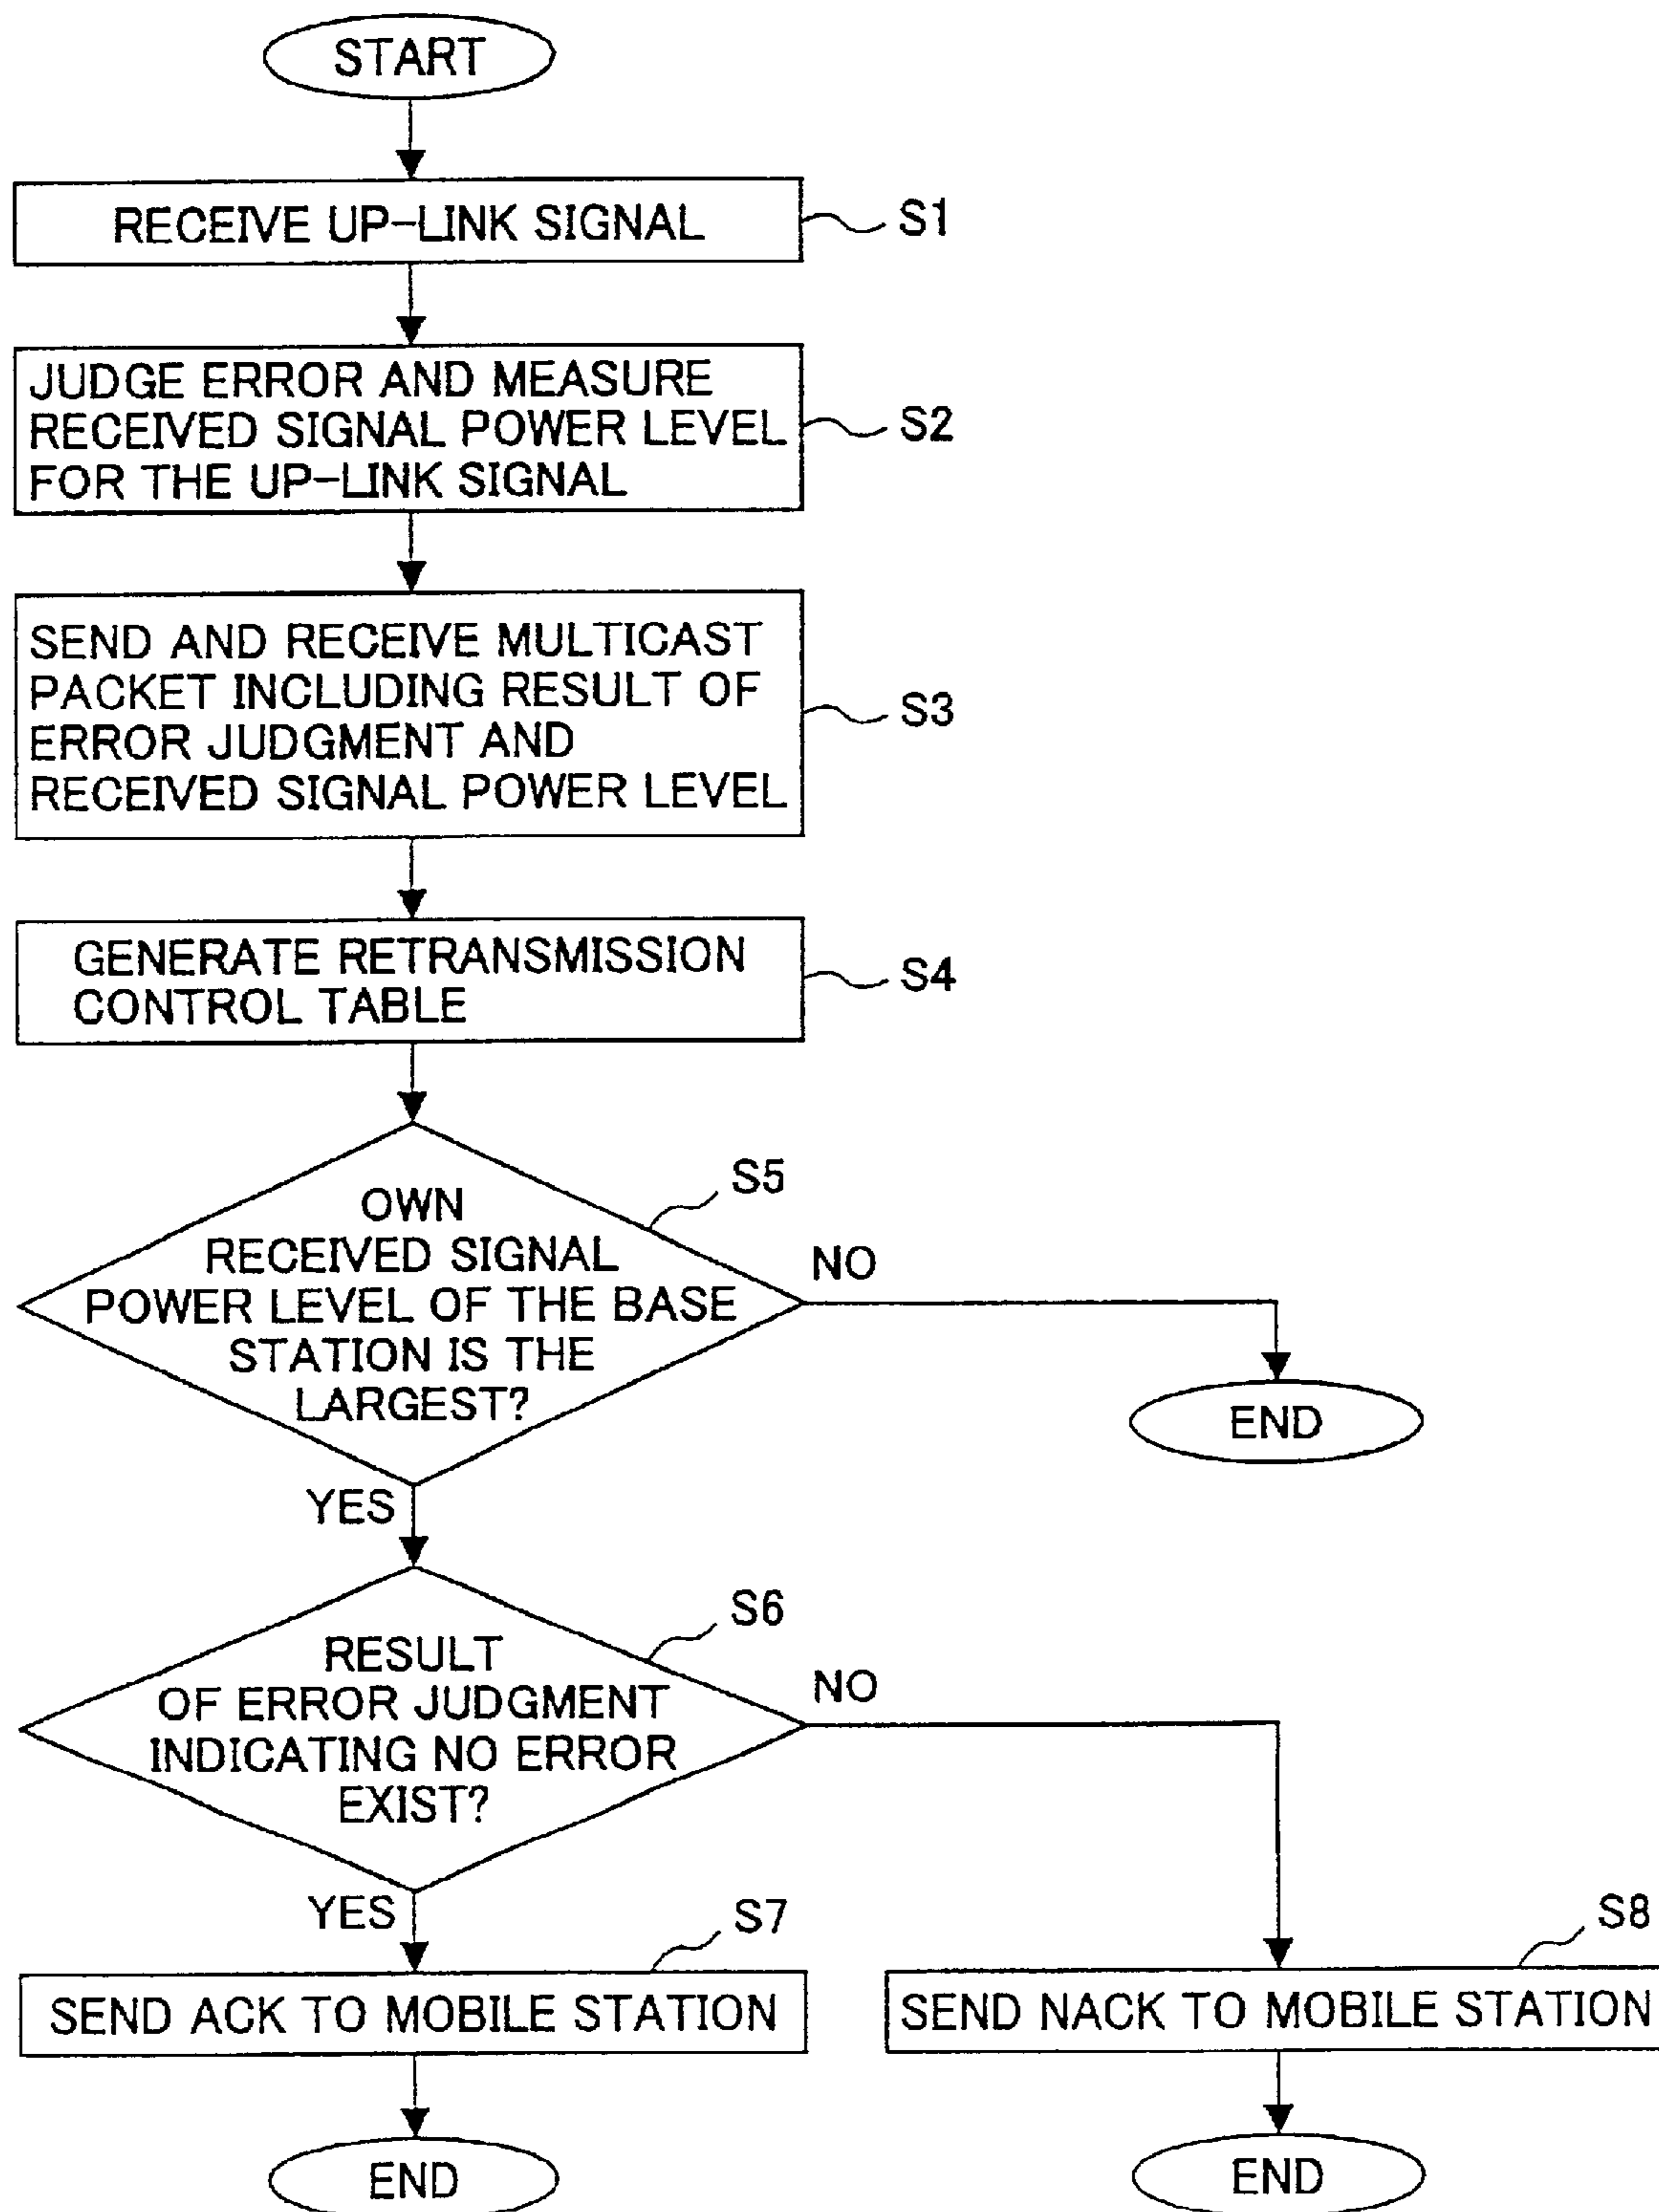 START
RECEIVE UP-LINK SIGNAL
S1
JUDGE ERROR AND MEASURE
RECEIVED SIGNAL POWER LEVEL
FOR THE UP-LINK SIGNAL
S2
SEND AND RECEIVE MULTICAST
PACKET INCLUDING RESULT OF
ERROR JUDGMENT AND
RECEIVED SIGNAL POWER LEVEL
S3
GENERATE RETRANSMISSION
CONTROL TABLE
S4
S5
OWN
RECEIVED SIGNAL
POWER LEVEL OF THE BASE
STATION IS THE
LARGEST?
NO
END
YES
S6
RESULT
OF ERROR JUDGMENT
INDICATING NO ERROR
EXIST?
NO
YES
S7
S8
SEND ACK TO MOBILE STATION
SEND NACK TO MOBILE STATION
END
END